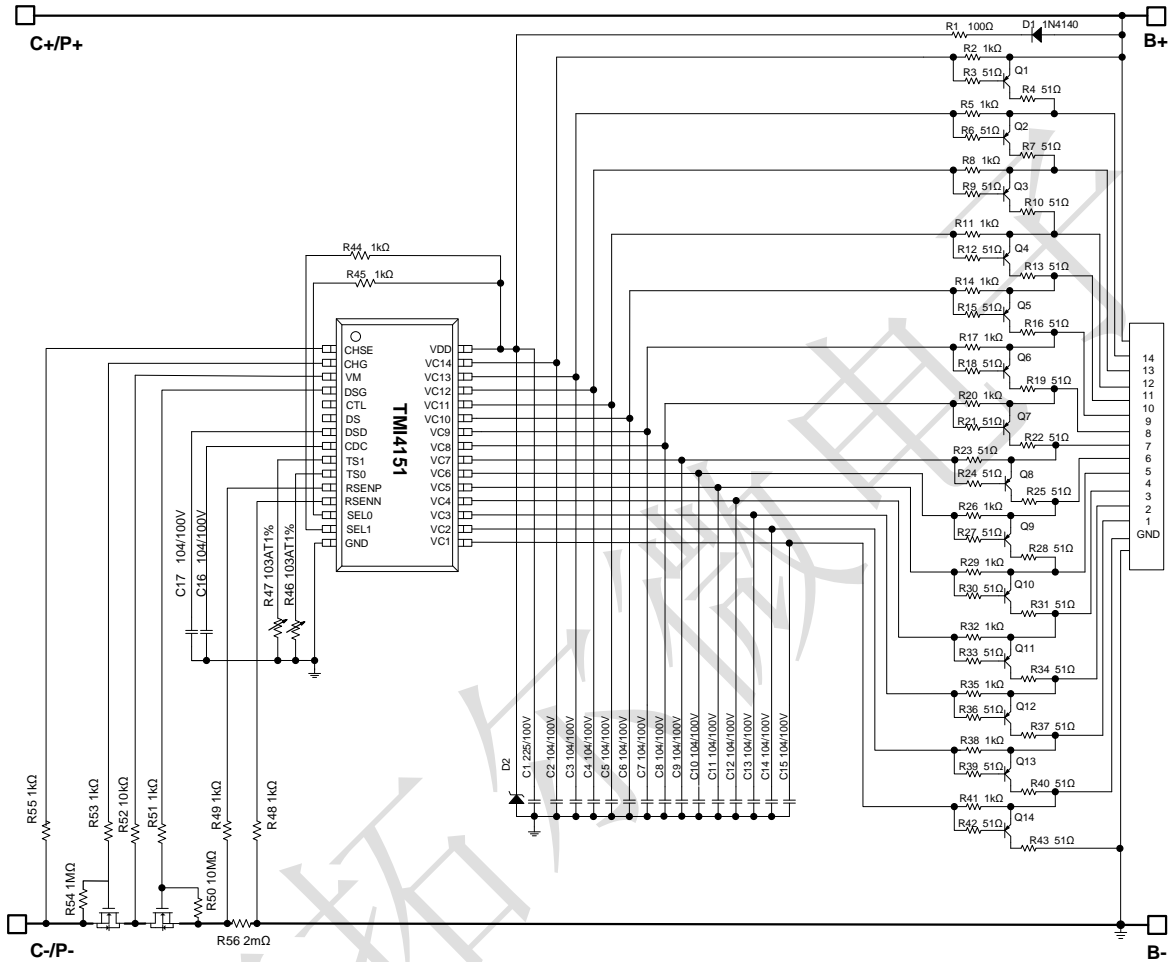 C+/P+
B+
R1 100Ω
D1 1N4140
R2 1kΩ
R3 51Ω
Q1
R4 51Ω
R5 1kΩ
R6 51Ω
Q2
R7 51Ω
R8 1kΩ
R9 51Ω
Q3
R10 51Ω
R11 1kΩ
R12 51Ω
Q4
R13 51Ω
R14 1kΩ
R15 51Ω
Q5
R16 51Ω
R17 1kΩ
R18 51Ω
Q6
R19 51Ω
R20 1kΩ
R21 51Ω
Q7
R22 51Ω
R23 51Ω
R24 51Ω
Q8
R25 51Ω
R26 1kΩ
R27 51Ω
Q9
R28 51Ω
R29 1kΩ
R30 51Ω
Q10
R31 51Ω
R32 1kΩ
R33 51Ω
Q11
R34 51Ω
R35 1kΩ
R36 51Ω
Q12
R37 51Ω
R38 1kΩ
R39 51Ω
Q13
R40 51Ω
R41 1kΩ
R42 51Ω
Q14
R43 51Ω
14
13
12
11
10
9
8
7
6
5
4
3
2
1
GND
R44 1kΩ
R45 1kΩ
TMI4151
CHSE
CHG
VM
DSG
CTL
DS
DSD
CDC
TS1
TS0
RSENP
RSENN
SEL0
SEL1
GND
VDD
VC14
VC13
VC12
VC11
VC10
VC9
VC8
VC7
VC6
VC5
VC4
VC3
VC2
VC1
C17 104/100V
C16 104/100V
R47 103AT1%
R46 103AT1%
D2
C1 225/100V
C2 104/100V
C3 104/100V
C4 104/100V
C5 104/100V
C6 104/100V
C7 104/100V
C8 104/100V
C9 104/100V
C10 104/100V
C11 104/100V
C12 104/100V
C13 104/100V
C14 104/100V
C15 104/100V
R55 1kΩ
R53 1kΩ
R52 10kΩ
R51 1kΩ
R49 1kΩ
R48 1kΩ
R54 1MΩ
R50 10MΩ
R56 2mΩ
C-/P-
B-
拓尔微电子